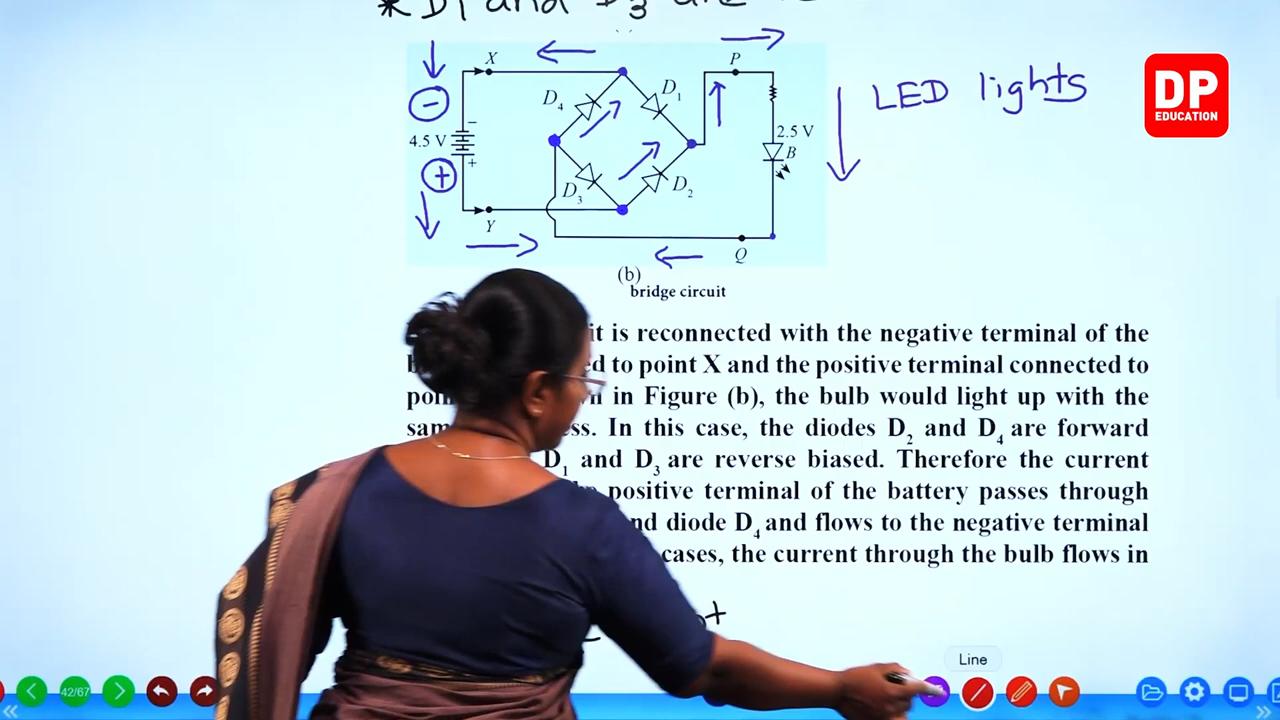 * D1 and D3 are
X
P
D4
D1
LED lights
DP
EDUCATION
−
−
4.5 V
+
+
2.5 V
B
D3
D2
Y
Q
(b)
bridge circuit
it is reconnected with the negative terminal of the
to point X and the positive terminal connected to
in Figure (b), the bulb would light up with the
In this case, the diodes D2 and D4 are forward
D1 and D3 are reverse biased. Therefore the current
positive terminal of the battery passes through
diode D4 and flows to the negative terminal
cases, the current through the bulb flows in
Line
42/67